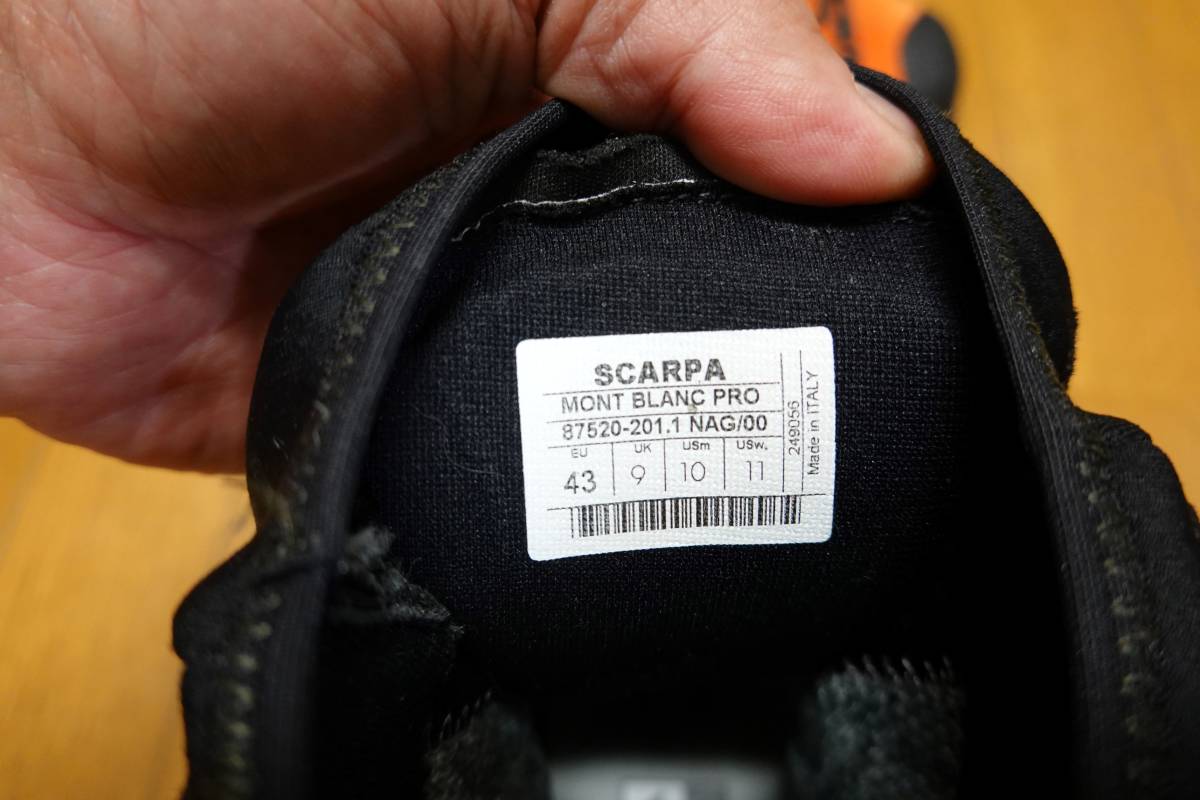 SCARPA
MONT BLANC PRO
87520-201.1 NAG/00
EU UK USm USw.
43 9 10 11
249056
Made in ITALY